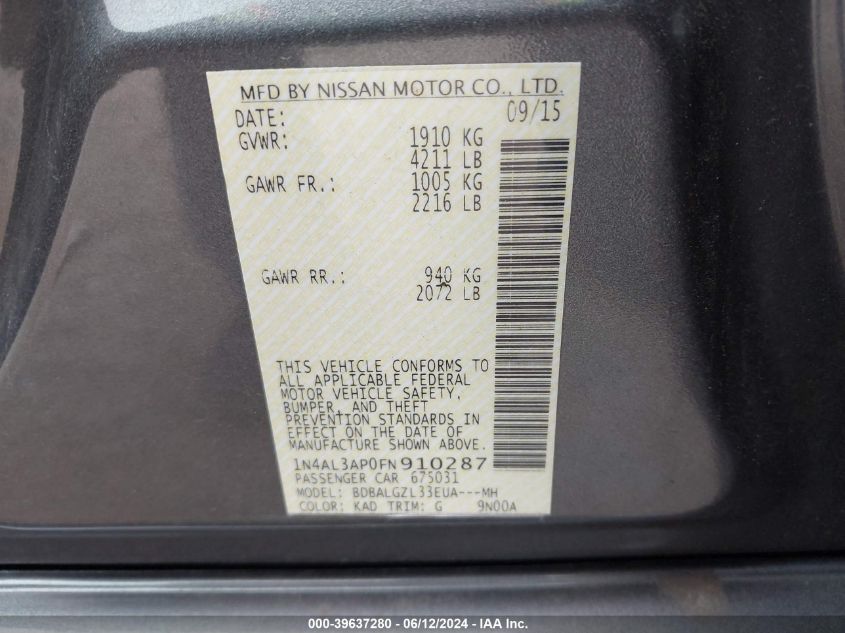 MFD BY NISSAN MOTOR CO., LTD.
DATE: 09/15
GVWR: 1910 KG
4211 LB
GAWR FR.: 1005 KG
2216 LB
GAWR RR.: 940 KG
2072 LB
THIS VEHICLE CONFORMS TO
ALL APPLICABLE FEDERAL
MOTOR VEHICLE SAFETY,
BUMPER, AND THEFT
PREVENTION STANDARDS IN
EFFECT ON THE DATE OF
MANUFACTURE SHOWN ABOVE.
1N4AL3AP0FN910287
PASSENGER CAR 675031
MODEL: BDBALGZL33EUA---MH
COLOR: KAD TRIM: G 9N00A
000-39637280 - 06/12/2024 - IAA Inc.